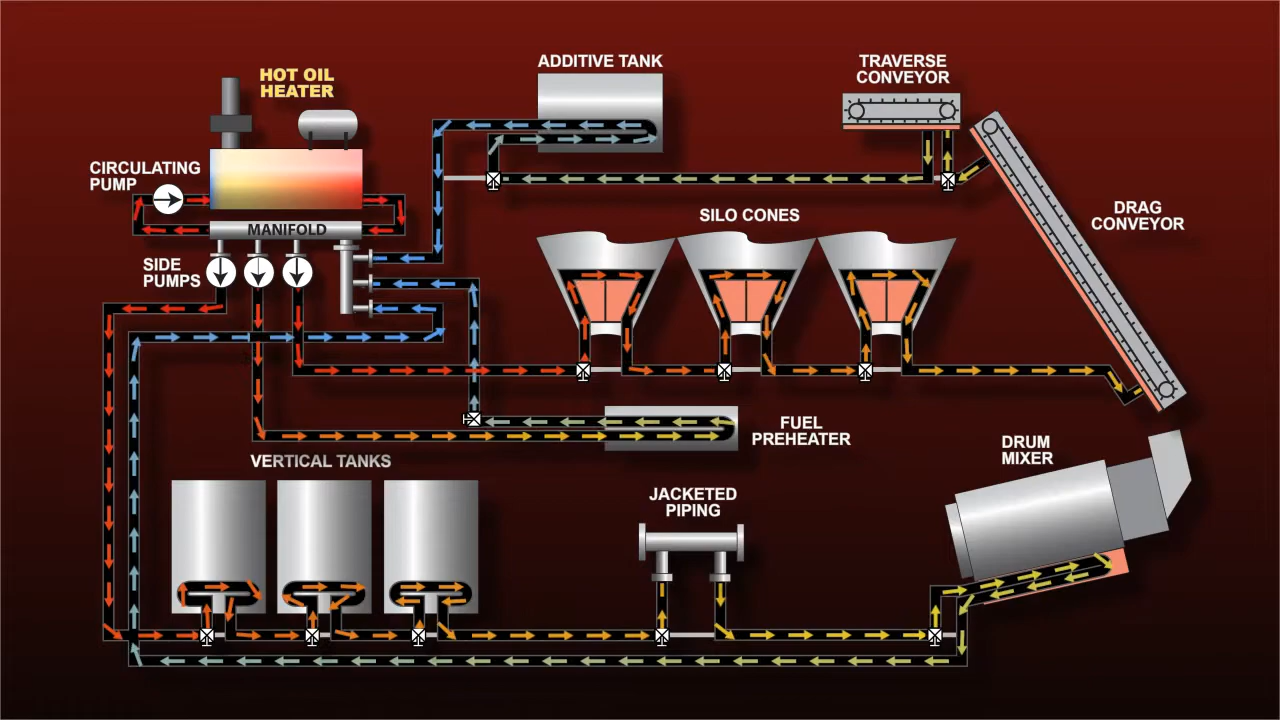 HOT OIL
HEATER
ADDITIVE TANK
TRAVERSE
CONVEYOR
CIRCULATING
PUMP
MANIFOLD
SIDE
PUMPS
SILO CONES
DRAG
CONVEYOR
FUEL
PREHEATER
VERTICAL TANKS
DRUM
MIXER
JACKETED
PIPING